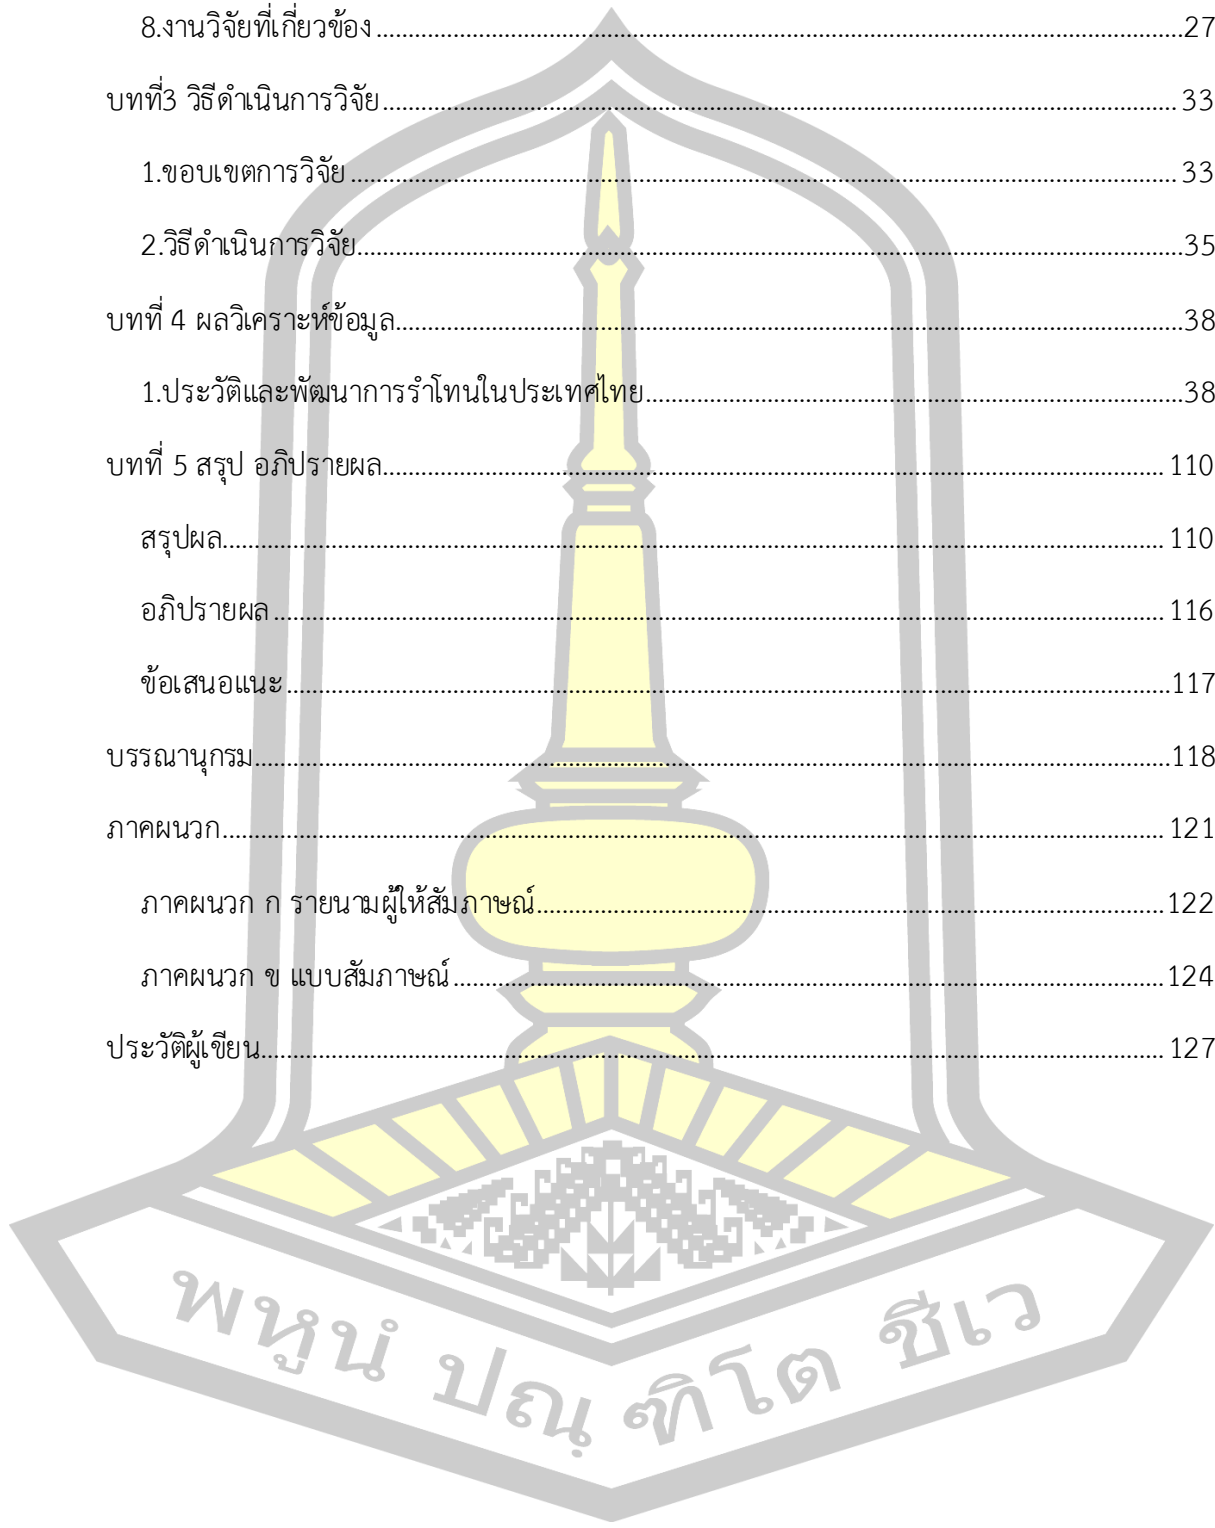 8.งานวิจัยที่เกี่ยวข้อง ........................................................................................................27
บทที่3 วิธีดำเนินการวิจัย ...................................................................................................... 33
1.ขอบเขตการวิจัย .......................................................................................................... 33
2.วิธีดำเนินการวิจัย..........................................................................................................35
บทที่ 4 ผลวิเคราะห์ข้อมูล.....................................................................................................38
1.ประวัติและพัฒนาการรำโทนในประเทศไทย.....................................................................38
บทที่ 5 สรุป อภิปรายผล.................................................................................................... 110
สรุปผล......................................................................................................................... 110
อภิปรายผล ................................................................................................................... 116
ข้อเสนอแนะ .................................................................................................................117
บรรณานุกรม......................................................................................................................118
ภาคผนวก......................................................................................................................... 121
ภาคผนวก ก รายนามผู้ให้สัมภาษณ์................................................................................. 122
ภาคผนวก ข แบบสัมภาษณ์ ........................................................................................... 124
ประวัติผู้เขียน.................................................................................................................... 127
พหูนํ ปณฺฑิโต ชีเว